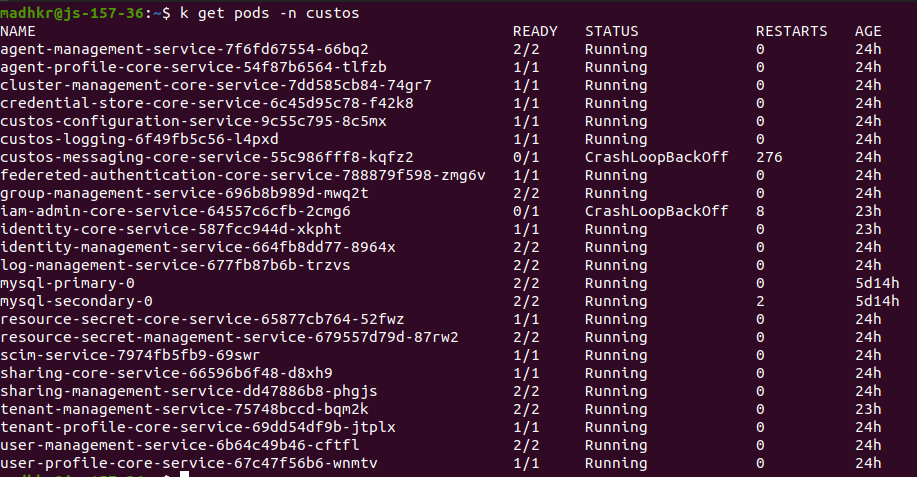 madhkr@js-157-36:~$ k get pods -n custos
NAME READY STATUS RESTARTS AGE
agent-management-service-7f6fd67554-66bq2 2/2 Running 0 24h
agent-profile-core-service-54f87b6564-tlfzb 1/1 Running 0 24h
cluster-management-core-service-7dd585cb84-74gr7 1/1 Running 0 24h
credential-store-core-service-6c45d95c78-f42k8 1/1 Running 0 24h
custos-configuration-service-9c55c795-8c5mx 1/1 Running 0 24h
custos-logging-6f49fb5c56-l4pxd 1/1 Running 0 24h
custos-messaging-core-service-55c986fff8-kqfz2 0/1 CrashLoopBackOff 276 24h
federeted-authentication-core-service-788879f598-zmg6v 1/1 Running 0 24h
group-management-service-696b8b989d-mwq2t 2/2 Running 0 24h
iam-admin-core-service-64557c6cfb-2cmg6 0/1 CrashLoopBackOff 8 23h
identity-core-service-587fcc944d-xkpht 1/1 Running 0 23h
identity-management-service-664fb8dd77-8964x 2/2 Running 0 24h
log-management-service-677fb87b6b-trzvs 2/2 Running 0 24h
mysql-primary-0 2/2 Running 0 5d14h
mysql-secondary-0 2/2 Running 2 5d14h
resource-secret-core-service-65877cb764-52fwz 1/1 Running 0 24h
resource-secret-management-service-679557d79d-87rw2 2/2 Running 0 24h
scim-service-7974fb5fb9-69swr 1/1 Running 0 24h
sharing-core-service-66596b6f48-d8xh9 1/1 Running 0 24h
sharing-management-service-dd47886b8-phgjs 2/2 Running 0 24h
tenant-management-service-75748bccd-bqm2k 2/2 Running 0 23h
tenant-profile-core-service-69dd54df9b-jtplx 1/1 Running 0 24h
user-management-service-6b64c49b46-cftfl 2/2 Running 0 24h
user-profile-core-service-67c47f56b6-wnmtv 1/1 Running 0 24h